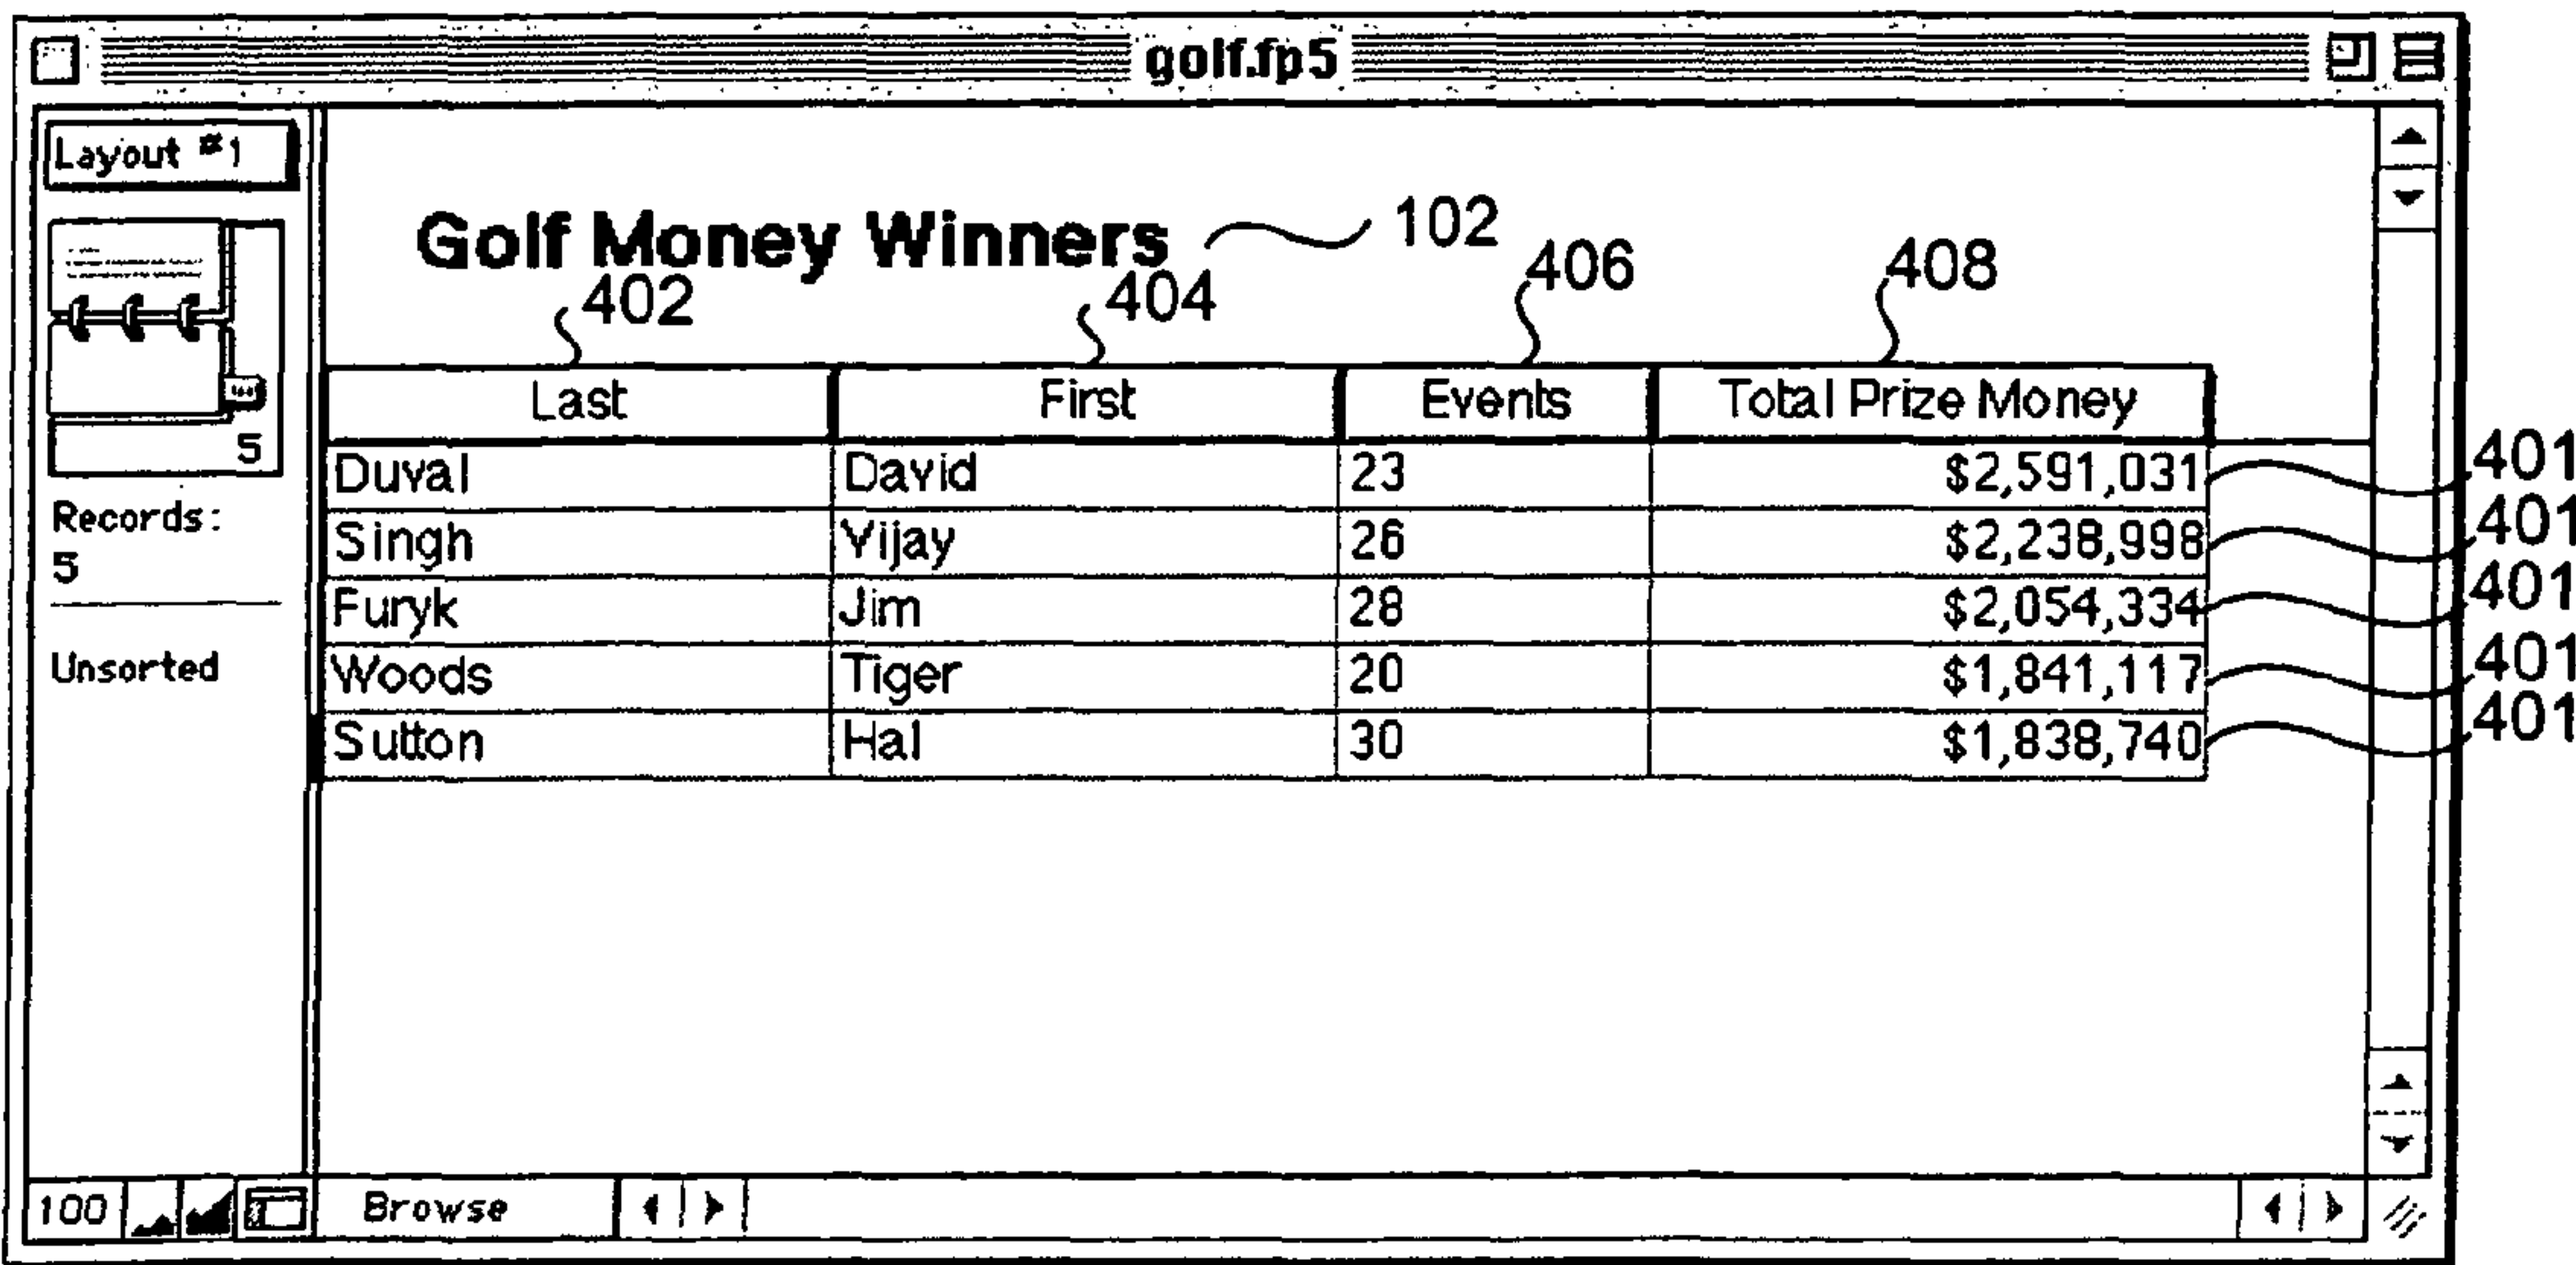 golf.fp5
Layout #1
5
Records:
5
Unsorted
Golf Money Winners 102
402 404 406 408
Last First Events Total Prize Money
Duval David 23 $2,591,031 401
Singh Vijay 26 $2,238,998 401
Furyk Jim 28 $2,054,334 401
Woods Tiger 20 $1,841,117 401
Sutton Hal 30 $1,838,740 401
100 Browse